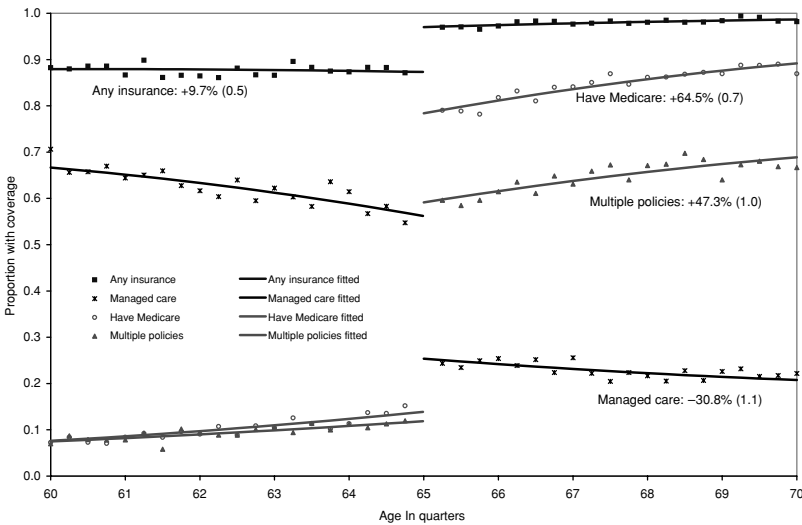 1.0
0.9
0.8
0.7
0.6
0.5
0.4
0.3
0.2
0.1
0.0
Proportion with coverage
Any insurance: +9.7% (0.5)
Have Medicare: +64.5% (0.7)
Multiple policies: +47.3% (1.0)
Managed care: –30.8% (1.1)
Any insurance
Managed care
Have Medicare
Multiple policies
Any insurance fitted
Managed care fitted
Have Medicare fitted
Multiple policies fitted
60 61 62 63 64 65 66 67 68 69 70
Age In quarters